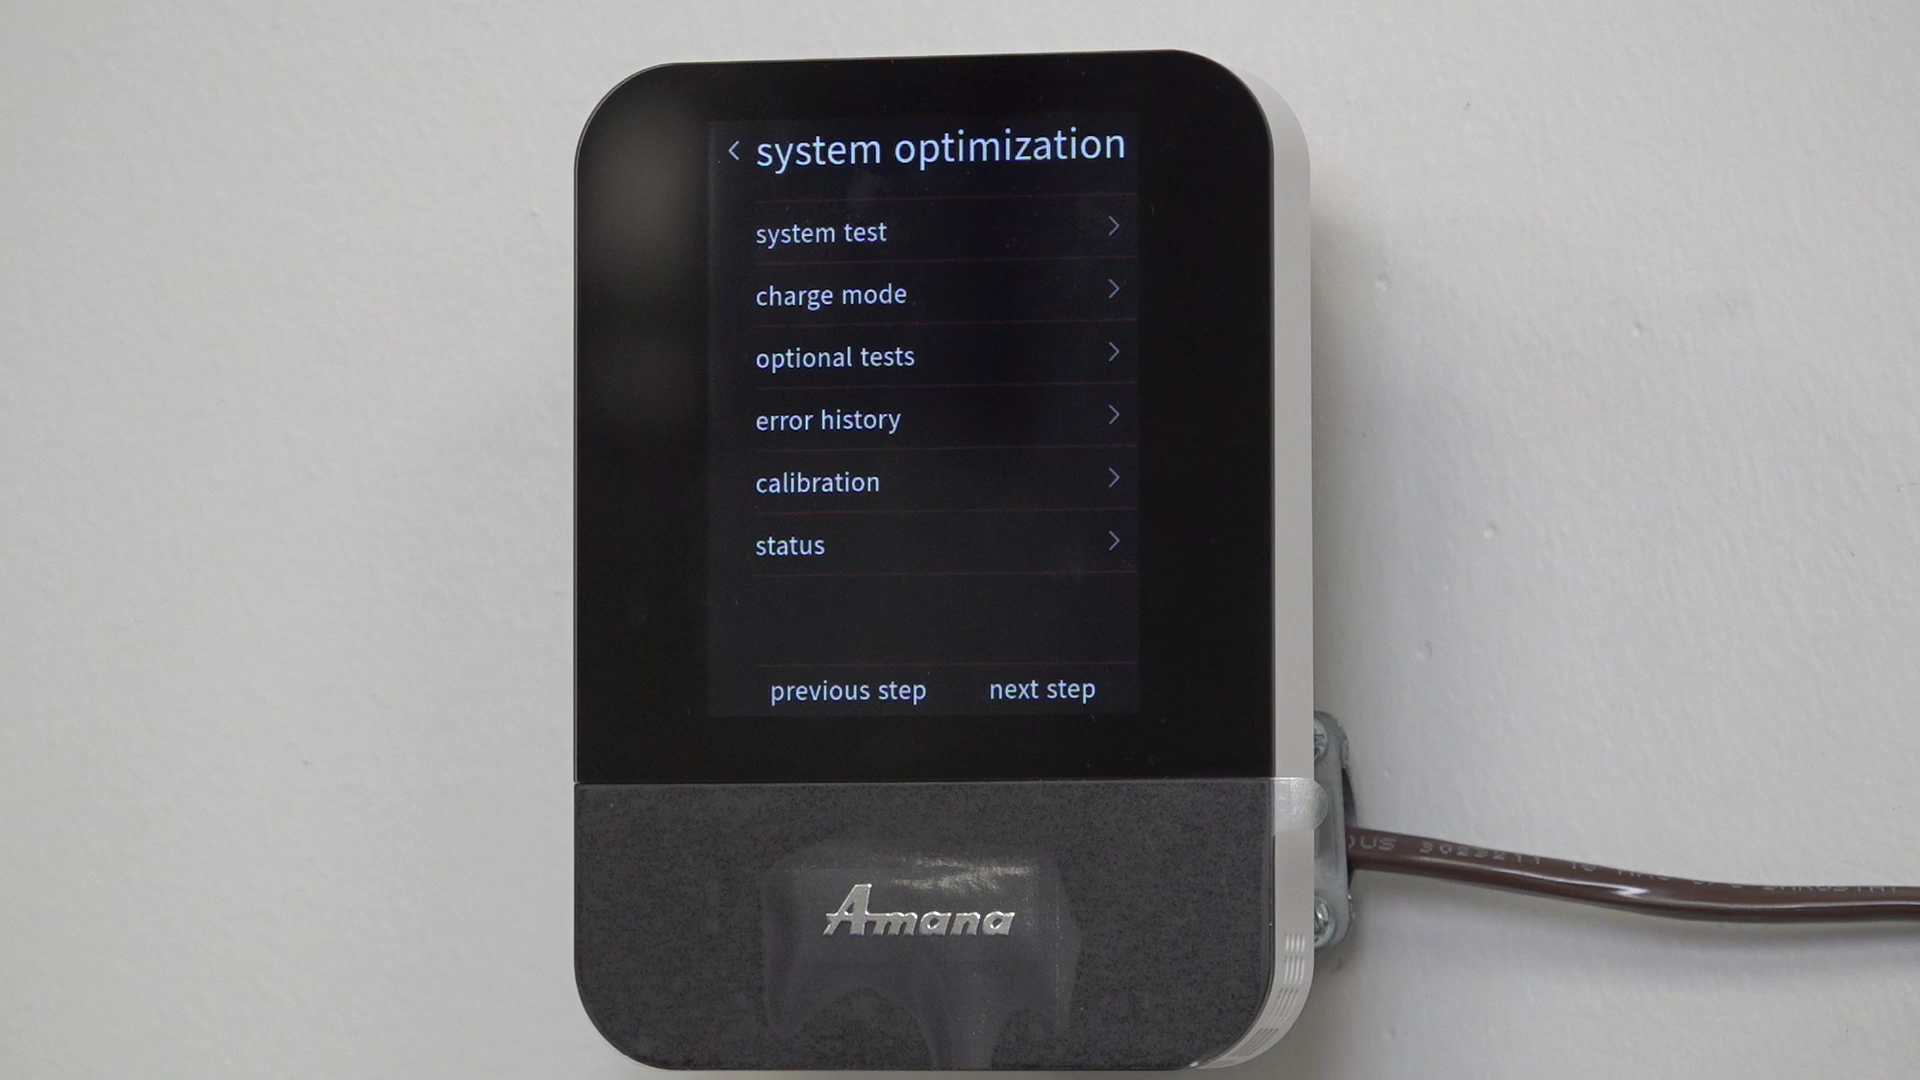 < system optimization
system test >
charge mode >
optional tests >
error history >
calibration >
status >
previous step next step
Amana